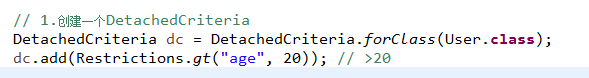 // 1.创建一个DetachedCriteria
DetachedCriteria dc = DetachedCriteria.forClass(User.class);
dc.add(Restrictions.gt("age", 20)); // >20